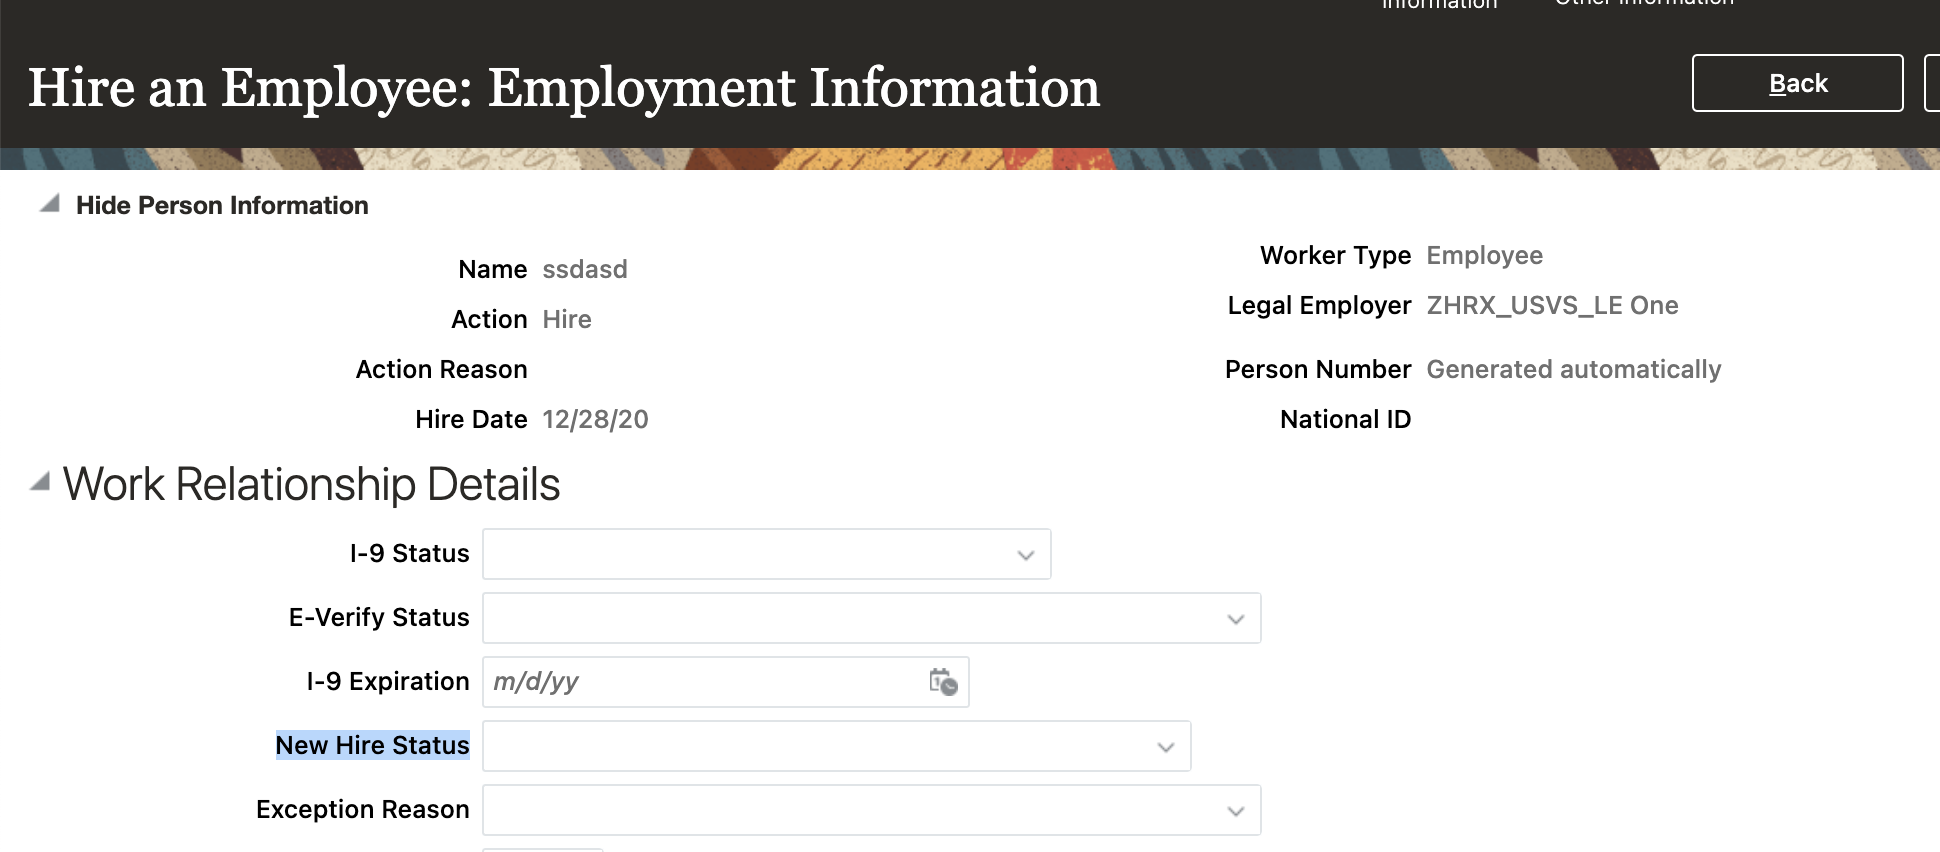 Information Other Information
Hire an Employee: Employment Information
Back
Hide Person Information
Name ssdasd
Action Hire
Action Reason
Hire Date 12/28/20
Worker Type Employee
Legal Employer ZHRX_USVS_LE One
Person Number Generated automatically
National ID
Work Relationship Details
I-9 Status
E-Verify Status
I-9 Expiration m/d/yy
New Hire Status
Exception Reason